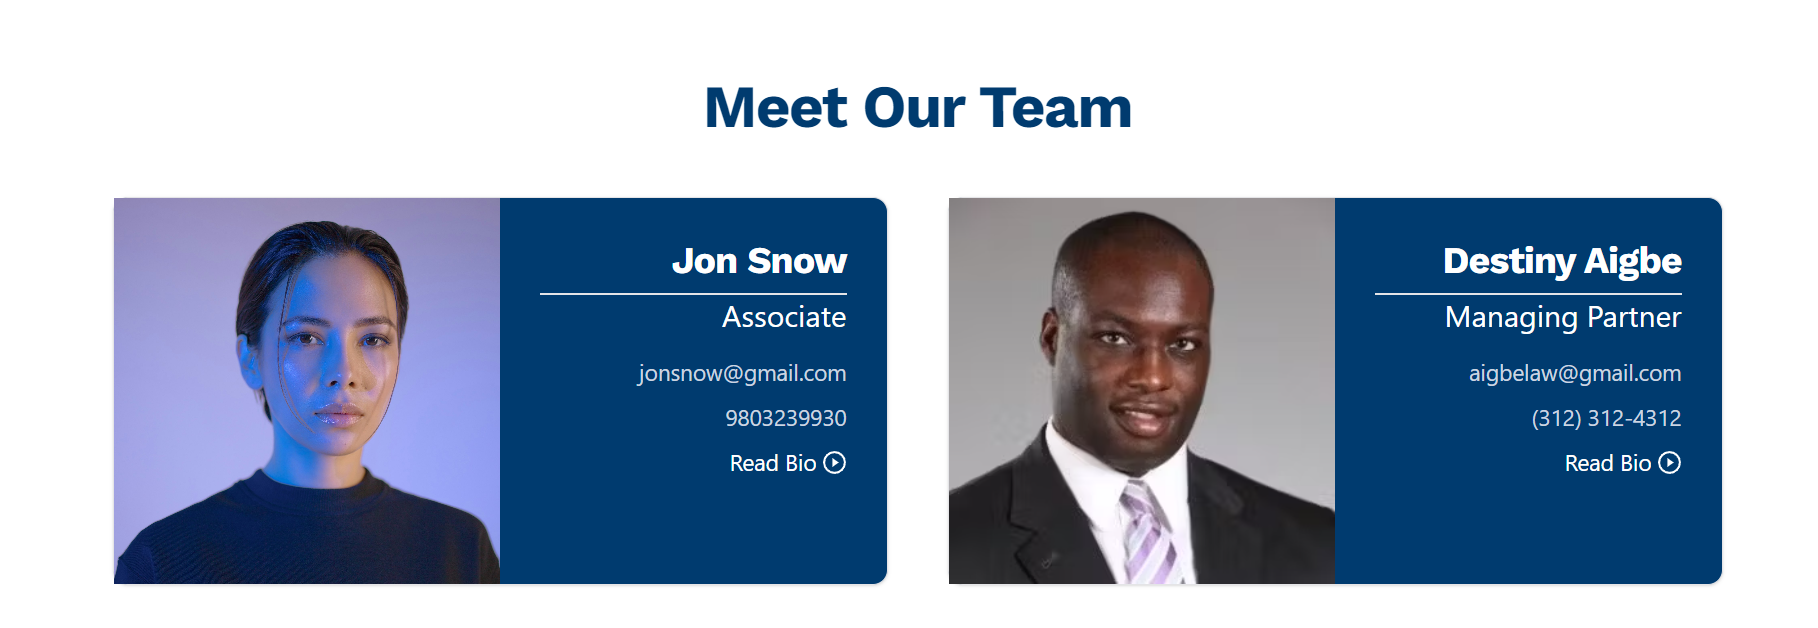 Meet Our Team
Jon Snow
Associate
jonsnow@gmail.com
9803239930
Read Bio
Destiny Aigbe
Managing Partner
aigbelaw@gmail.com
(312) 312-4312
Read Bio